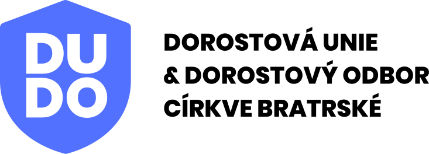 DU
DO
DOROSTOVÁ UNIE
& DOROSTOVÝ ODBOR
CÍRKVE BRATRSKÉ